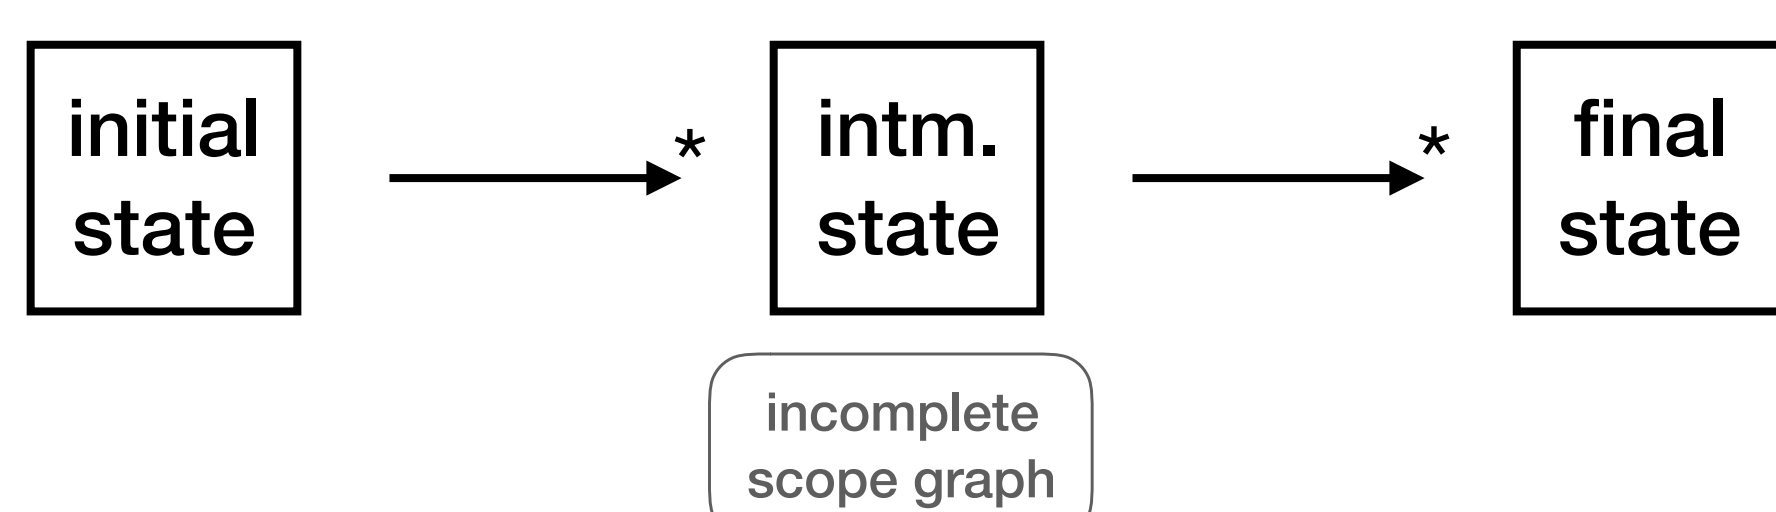 initial
state
*
intm.
state
*
final
state
incomplete
scope graph